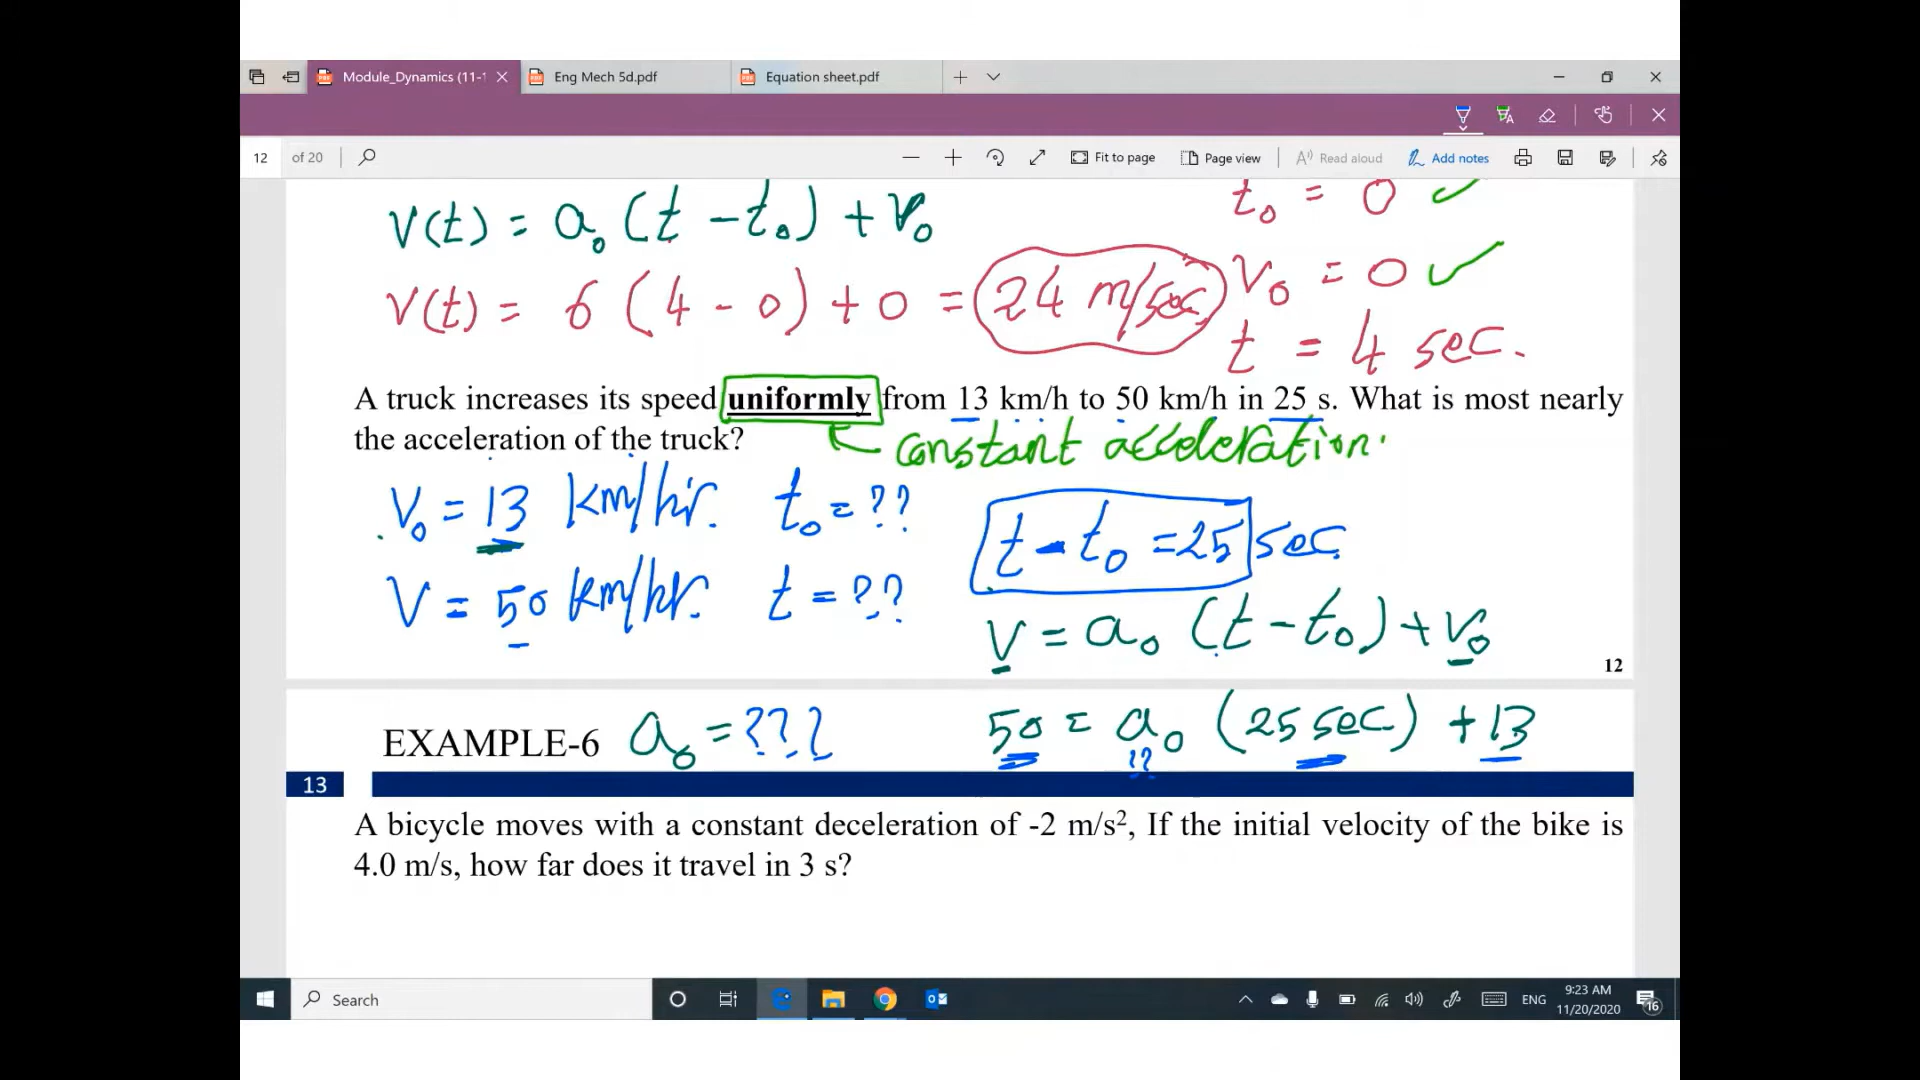 Module_Dynamics (11-1
Eng Mech 5d.pdf
Equation sheet.pdf
12 of 20
Fit to page
Page view
Read aloud
Add notes
t₀ = 0 ✓
v(t) = a₀ (t - t₀) + v₀
v₀ = 0 ✓
v(t) = 6 (4 - 0) + 0 = 24 m/sec
t = 4 sec.
A truck increases its speed uniformly from 13 km/h to 50 km/h in 25 s. What is most nearly
the acceleration of the truck?
constant acceleration.
V₀ = 13 km/hr. t₀ = ??
t - t₀ = 25 sec.
V = 50 km/hr. t = ??
v = a₀ (t - t₀) + v₀
12
EXAMPLE-6 a₀ = ???
50 = a₀ (25 sec) + 13
??
13
A bicycle moves with a constant deceleration of -2 m/s², If the initial velocity of the bike is
4.0 m/s, how far does it travel in 3 s?
Search
ENG
9:23 AM
11/20/2020
16